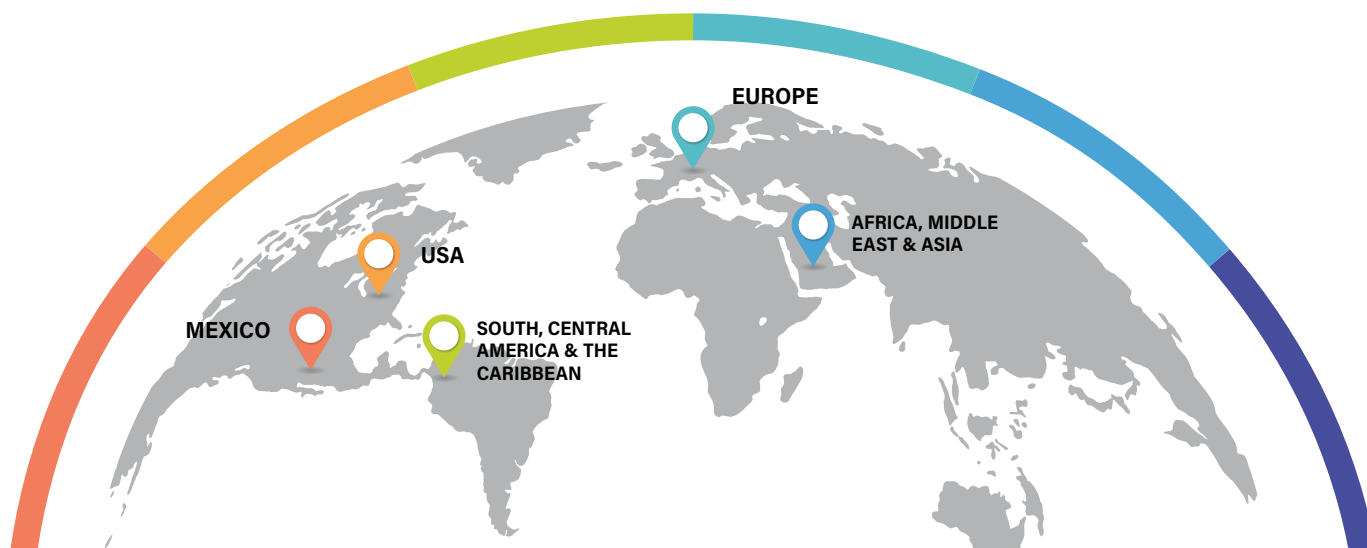 EUROPE
AFRICA, MIDDLE
EAST & ASIA
USA
MEXICO
SOUTH, CENTRAL
AMERICA & THE
CARIBBEAN